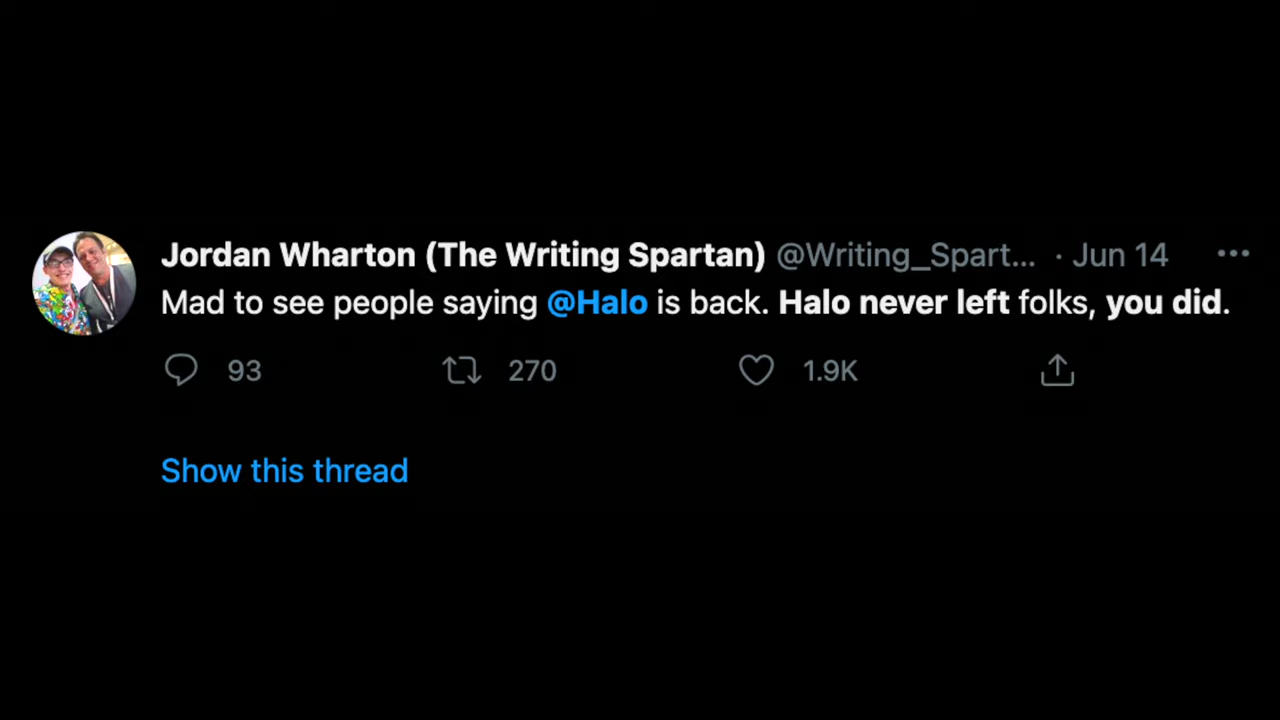 Jordan Wharton (The Writing Spartan) @Writing_Spart... · Jun 14 ...
Mad to see people saying @Halo is back. Halo never left folks, you did.
93 270 1.9K
Show this thread